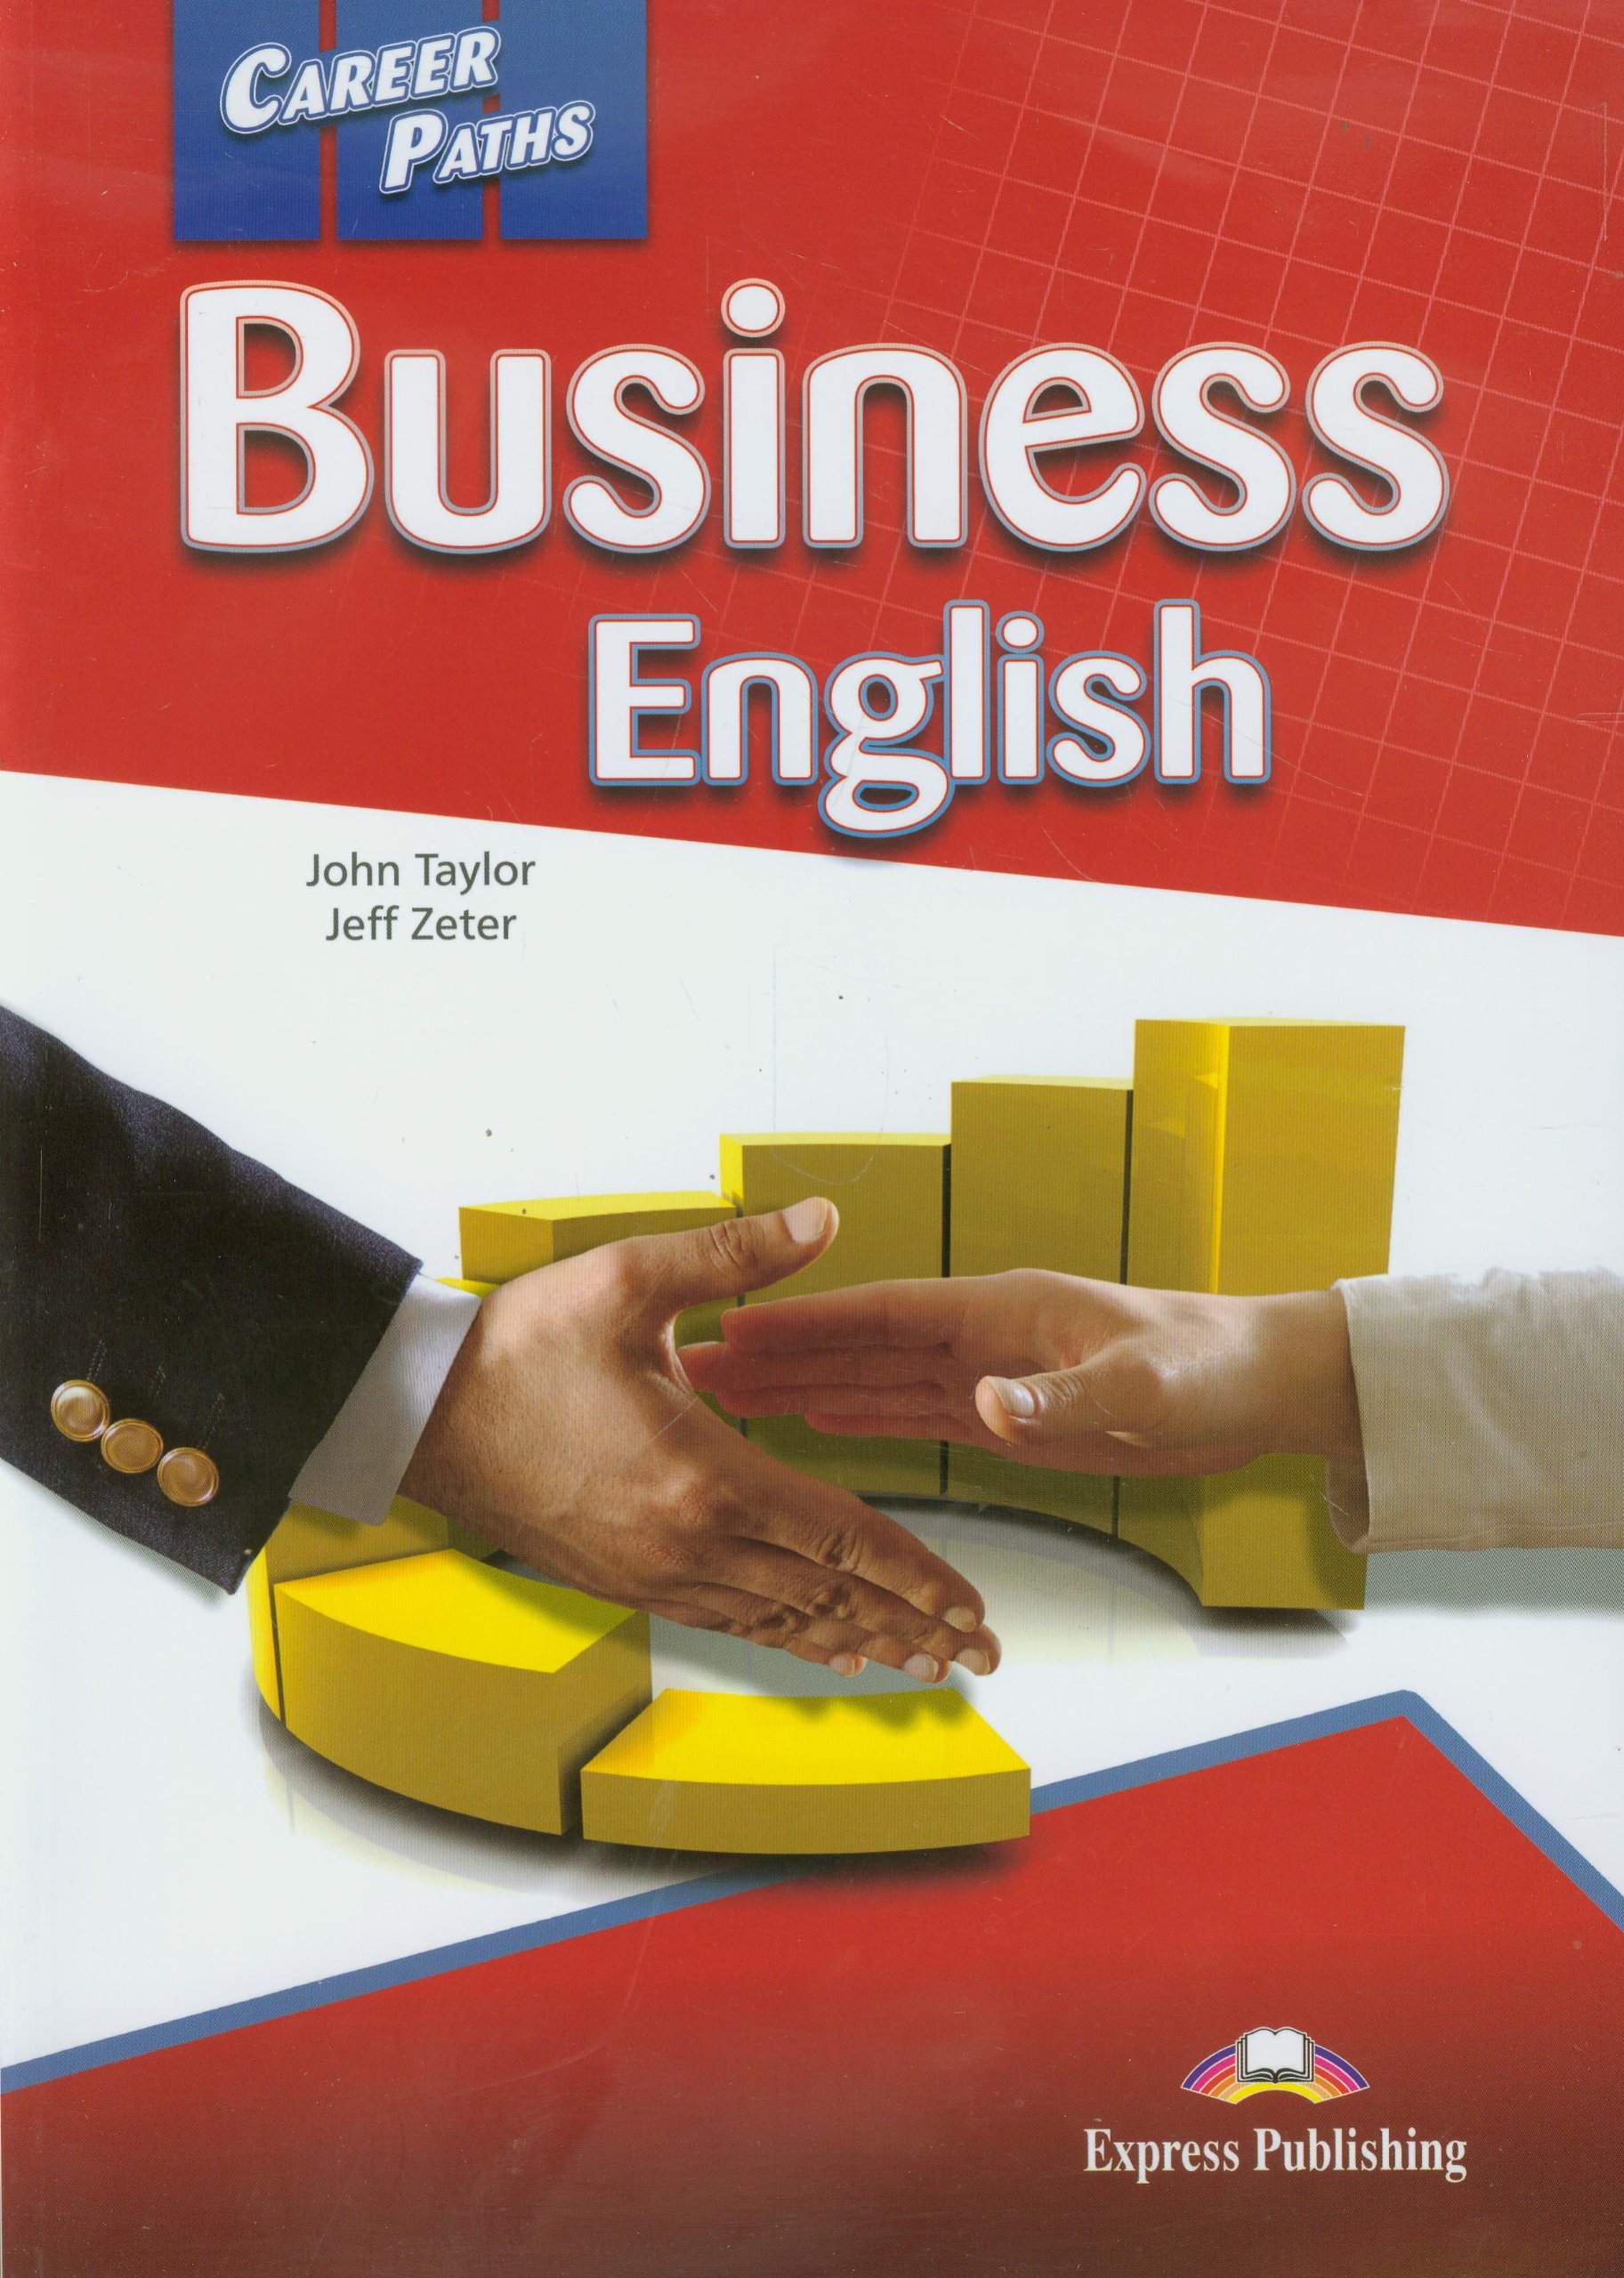 CAREER
PATHS
Business
English
John Taylor
Jeff Zeter
Express Publishing